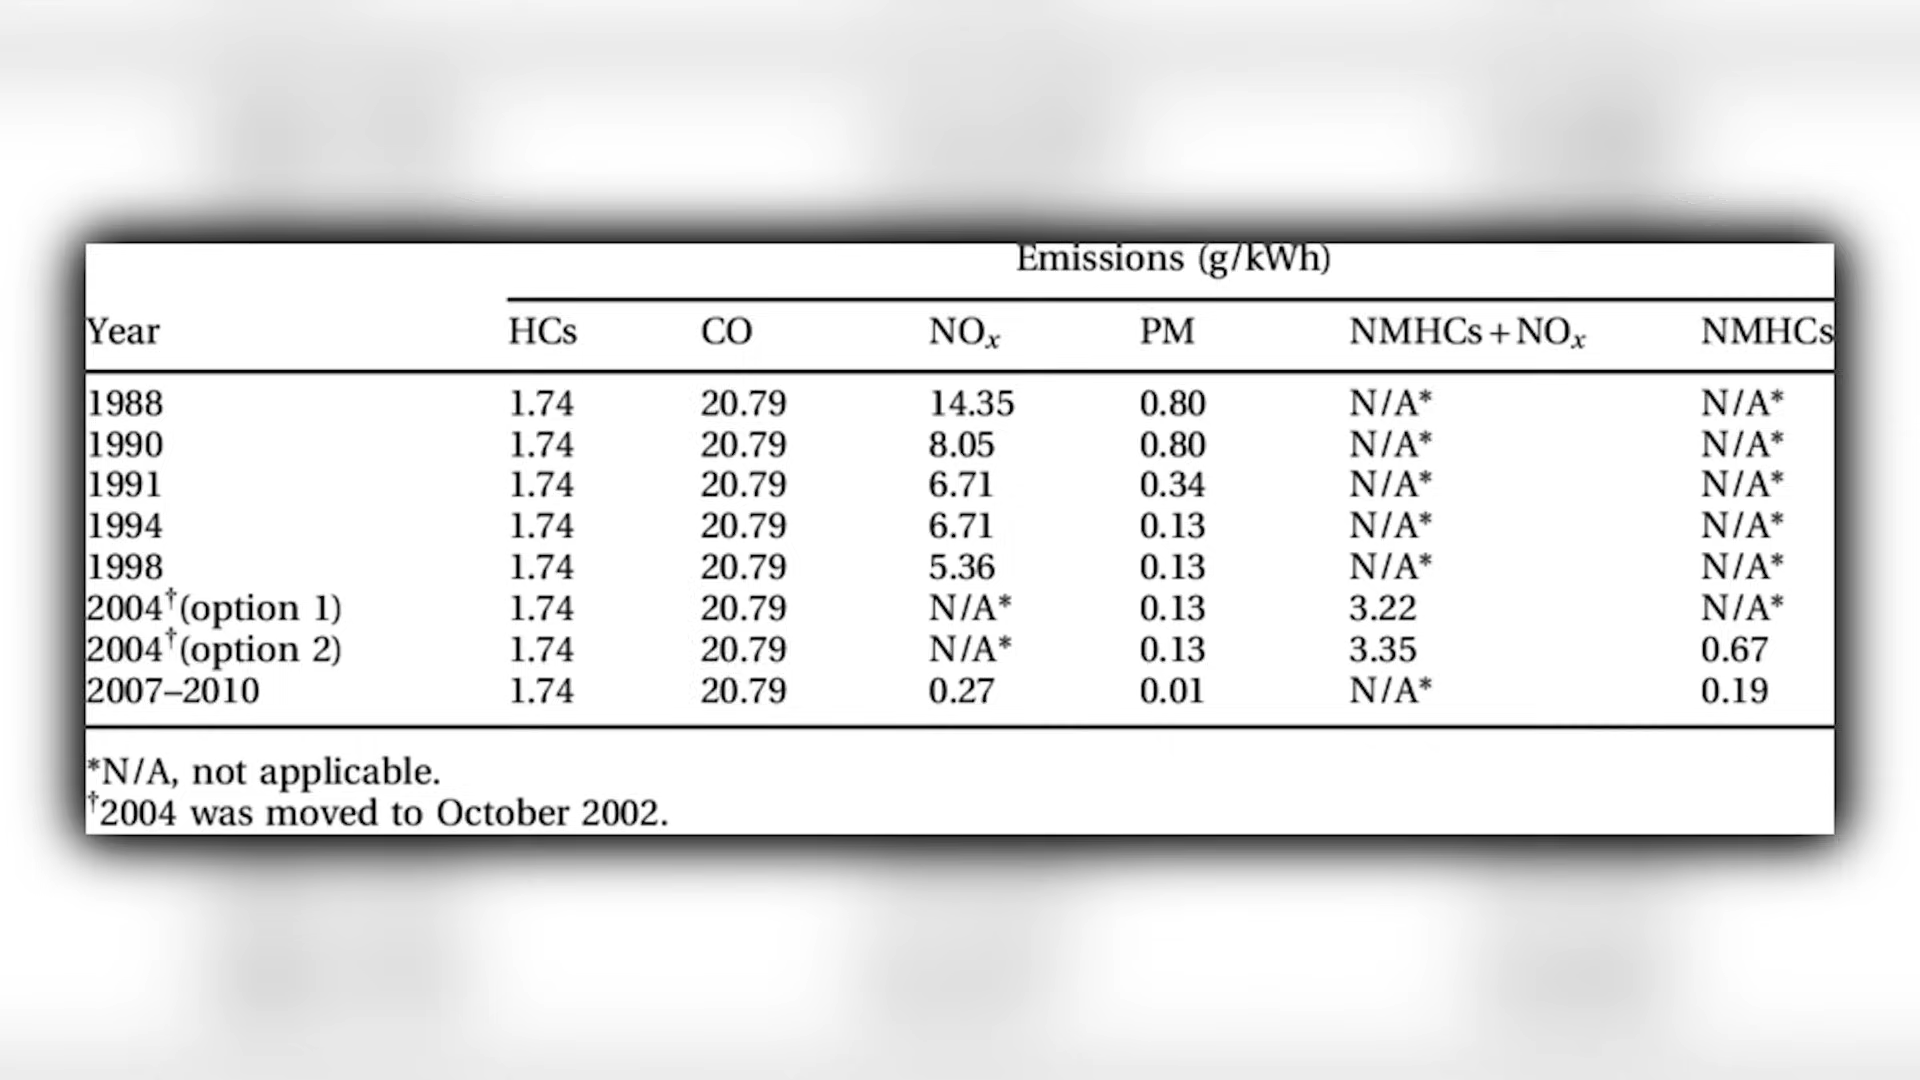 Emissions (g/kWh)
Year HCs CO NOx PM NMHCs+NOx NMHCs
1988 1.74 20.79 14.35 0.80 N/A* N/A*
1990 1.74 20.79 8.05 0.80 N/A* N/A*
1991 1.74 20.79 6.71 0.34 N/A* N/A*
1994 1.74 20.79 6.71 0.13 N/A* N/A*
1998 1.74 20.79 5.36 0.13 N/A* N/A*
2004†(option 1) 1.74 20.79 N/A* 0.13 3.22 N/A*
2004†(option 2) 1.74 20.79 N/A* 0.13 3.35 0.67
2007–2010 1.74 20.79 0.27 0.01 N/A* 0.19
*N/A, not applicable.
†2004 was moved to October 2002.